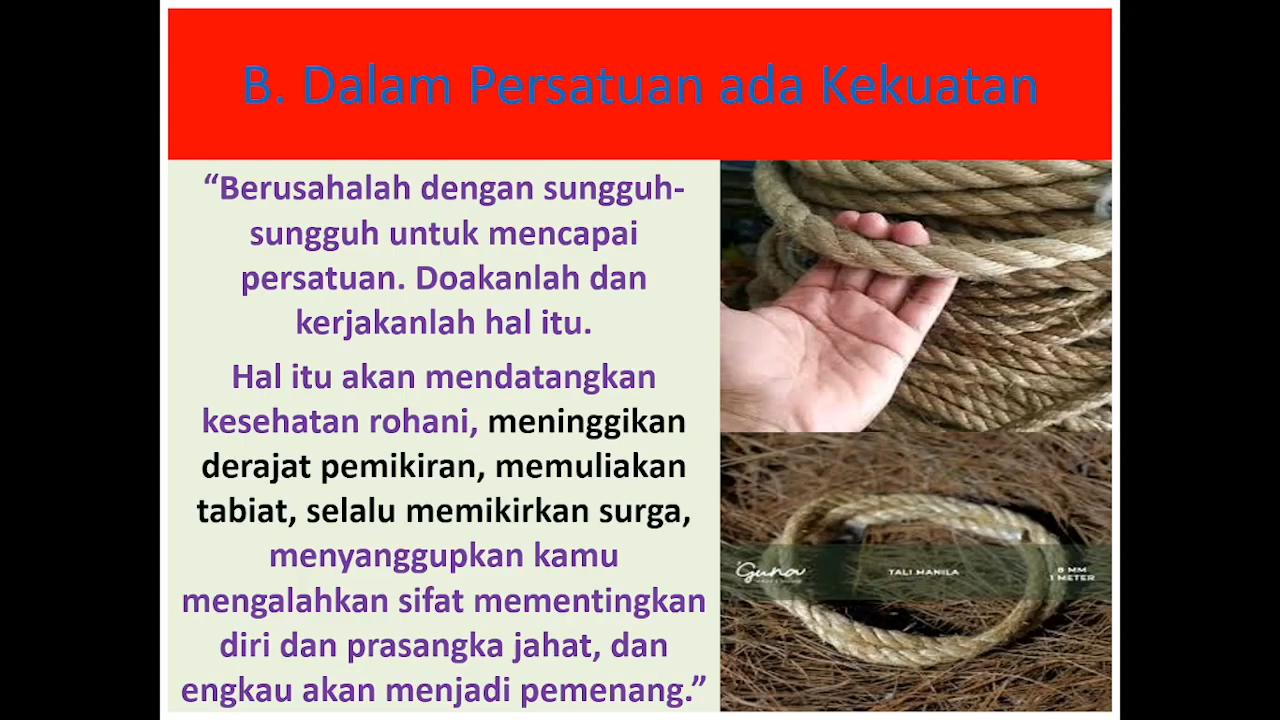 B. Dalam Persatuan ada Kekuatan
“Berusahalah dengan sungguh-
sungguh untuk mencapai
persatuan. Doakanlah dan
kerjakanlah hal itu.
Hal itu akan mendatangkan
kesehatan rohani, meninggikan
derajat pemikiran, memuliakan
tabiat, selalu memikirkan surga,
menyanggupkan kamu
mengalahkan sifat mementingkan
diri dan prasangka jahat, dan
engkau akan menjadi pemenang.”
Guna
TALI MANILA
8 MM
1 METER